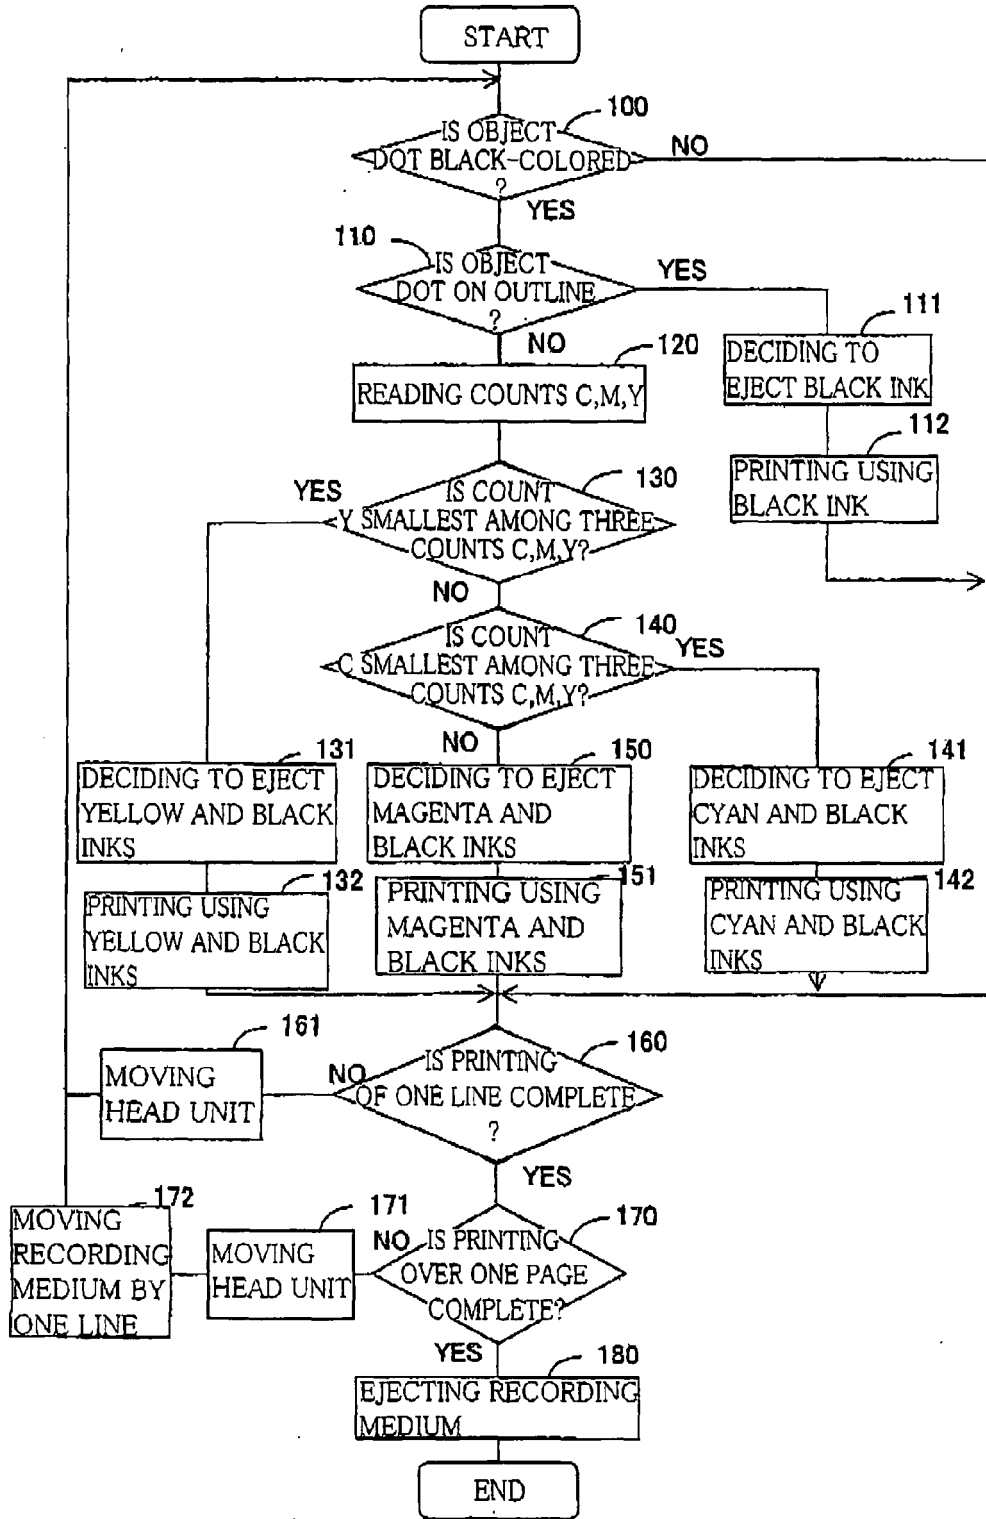 START
100
IS OBJECT
DOT BLACK-COLORED
?
NO
YES
110
IS OBJECT
DOT ON OUTLINE
?
YES
NO
111
DECIDING TO
EJECT BLACK INK
120
READING COUNTS C,M,Y
112
PRINTING USING
BLACK INK
130
YES
IS COUNT
Y SMALLEST AMONG THREE
COUNTS C,M,Y?
NO
140
IS COUNT
C SMALLEST AMONG THREE
COUNTS C,M,Y?
YES
NO
131
DECIDING TO EJECT
YELLOW AND BLACK
INKS
150
DECIDING TO EJECT
MAGENTA AND
BLACK INKS
141
DECIDING TO EJECT
CYAN AND BLACK
INKS
132
PRINTING USING
YELLOW AND BLACK
INKS
151
PRINTING USING
MAGENTA AND
BLACK INKS
142
PRINTING USING
CYAN AND BLACK
INKS
161
MOVING
HEAD UNIT
160
NO
IS PRINTING
OF ONE LINE COMPLETE
?
YES
172
MOVING
RECORDING
MEDIUM BY
ONE LINE
171
MOVING
HEAD UNIT
170
NO
IS PRINTING
OVER ONE PAGE
COMPLETE?
YES
180
EJECTING RECORDING
MEDIUM
END